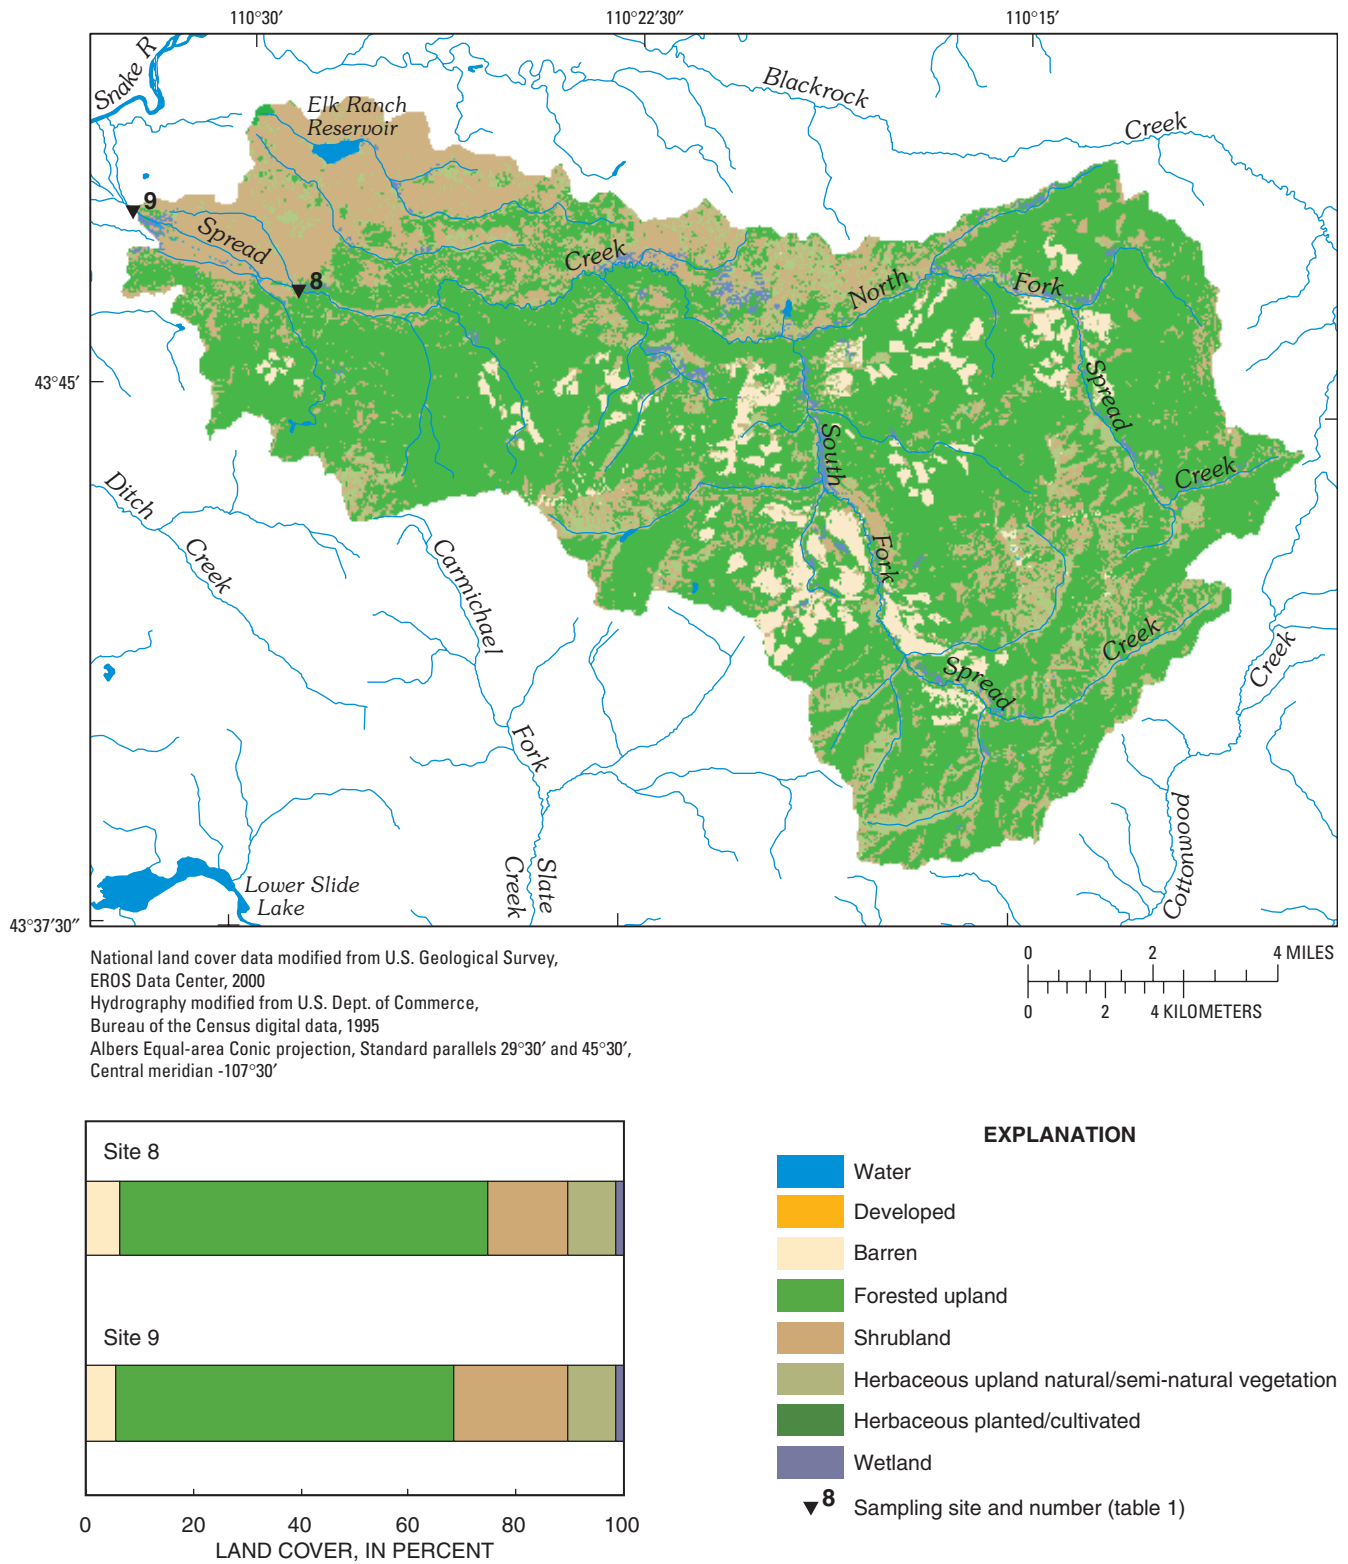 110°30′
110°22′30″
110°15′
Snake R
Blackrock
Creek
Elk Ranch
Reservoir
9
Spread
8
Creek
North
Fork
43°45′
Spread
South
Creek
Ditch
Creek
Carmichael
Fork
Creek
Spread
Creek
Fork
Cottonwood
Slate
Creek
Lower Slide
Lake
43°37′30″
National land cover data modified from U.S. Geological Survey,
EROS Data Center, 2000
Hydrography modified from U.S. Dept. of Commerce,
Bureau of the Census digital data, 1995
Albers Equal-area Conic projection, Standard parallels 29°30′ and 45°30′,
Central meridian -107°30′
0 2 4 MILES
0 2 4 KILOMETERS
Site 8
Site 9
0 20 40 60 80 100
LAND COVER, IN PERCENT
EXPLANATION
Water
Developed
Barren
Forested upland
Shrubland
Herbaceous upland natural/semi-natural vegetation
Herbaceous planted/cultivated
Wetland
8 Sampling site and number (table 1)